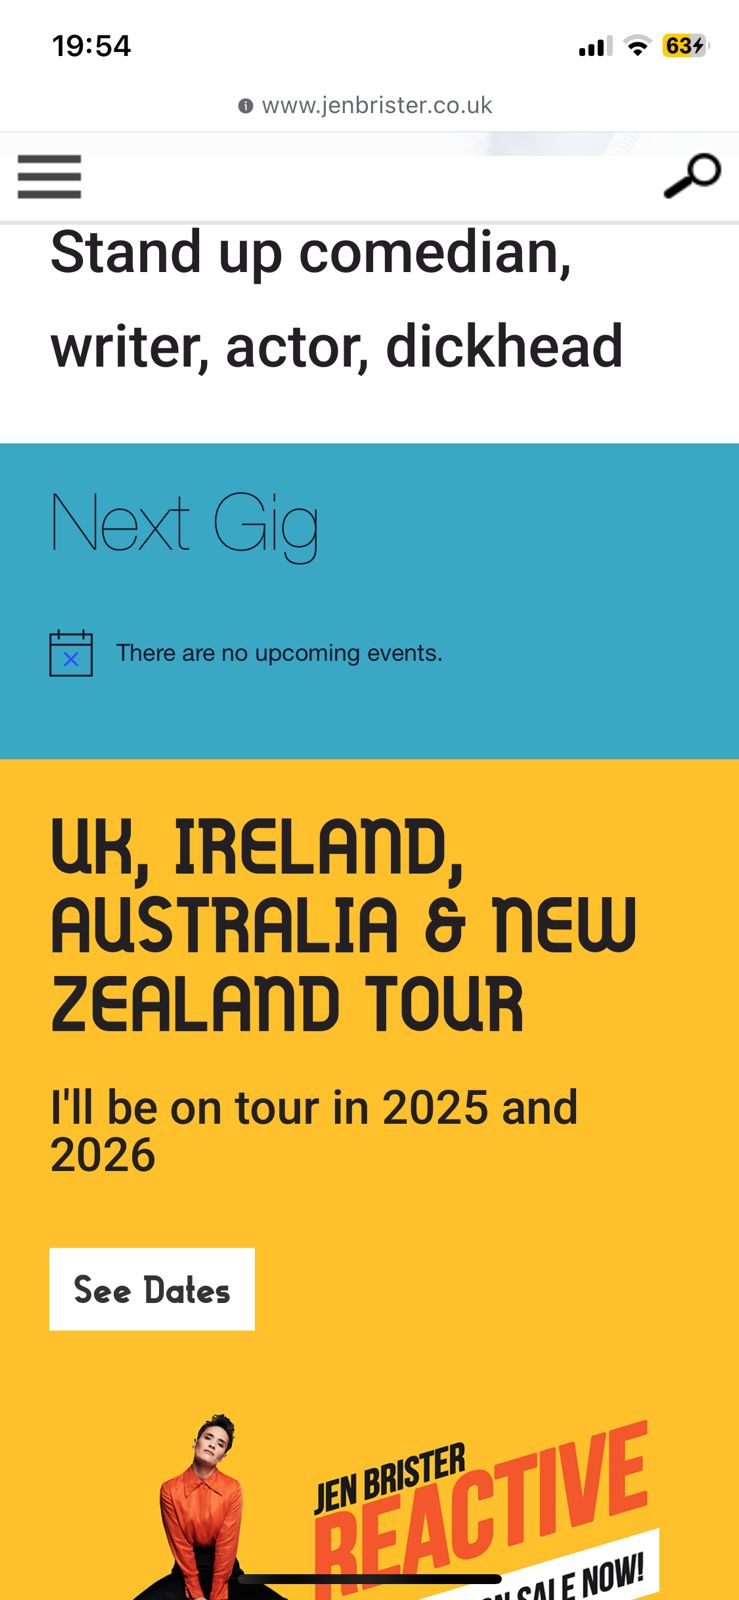 19:54
63
www.jenbrister.co.uk
Stand up comedian,
writer, actor, dickhead
Next Gig
There are no upcoming events.
UK, IRELAND,
AUSTRALIA & NEW
ZEALAND TOUR
I'll be on tour in 2025 and
2026
See Dates
JEN BRISTER
REACTIVE
ON SALE NOW!